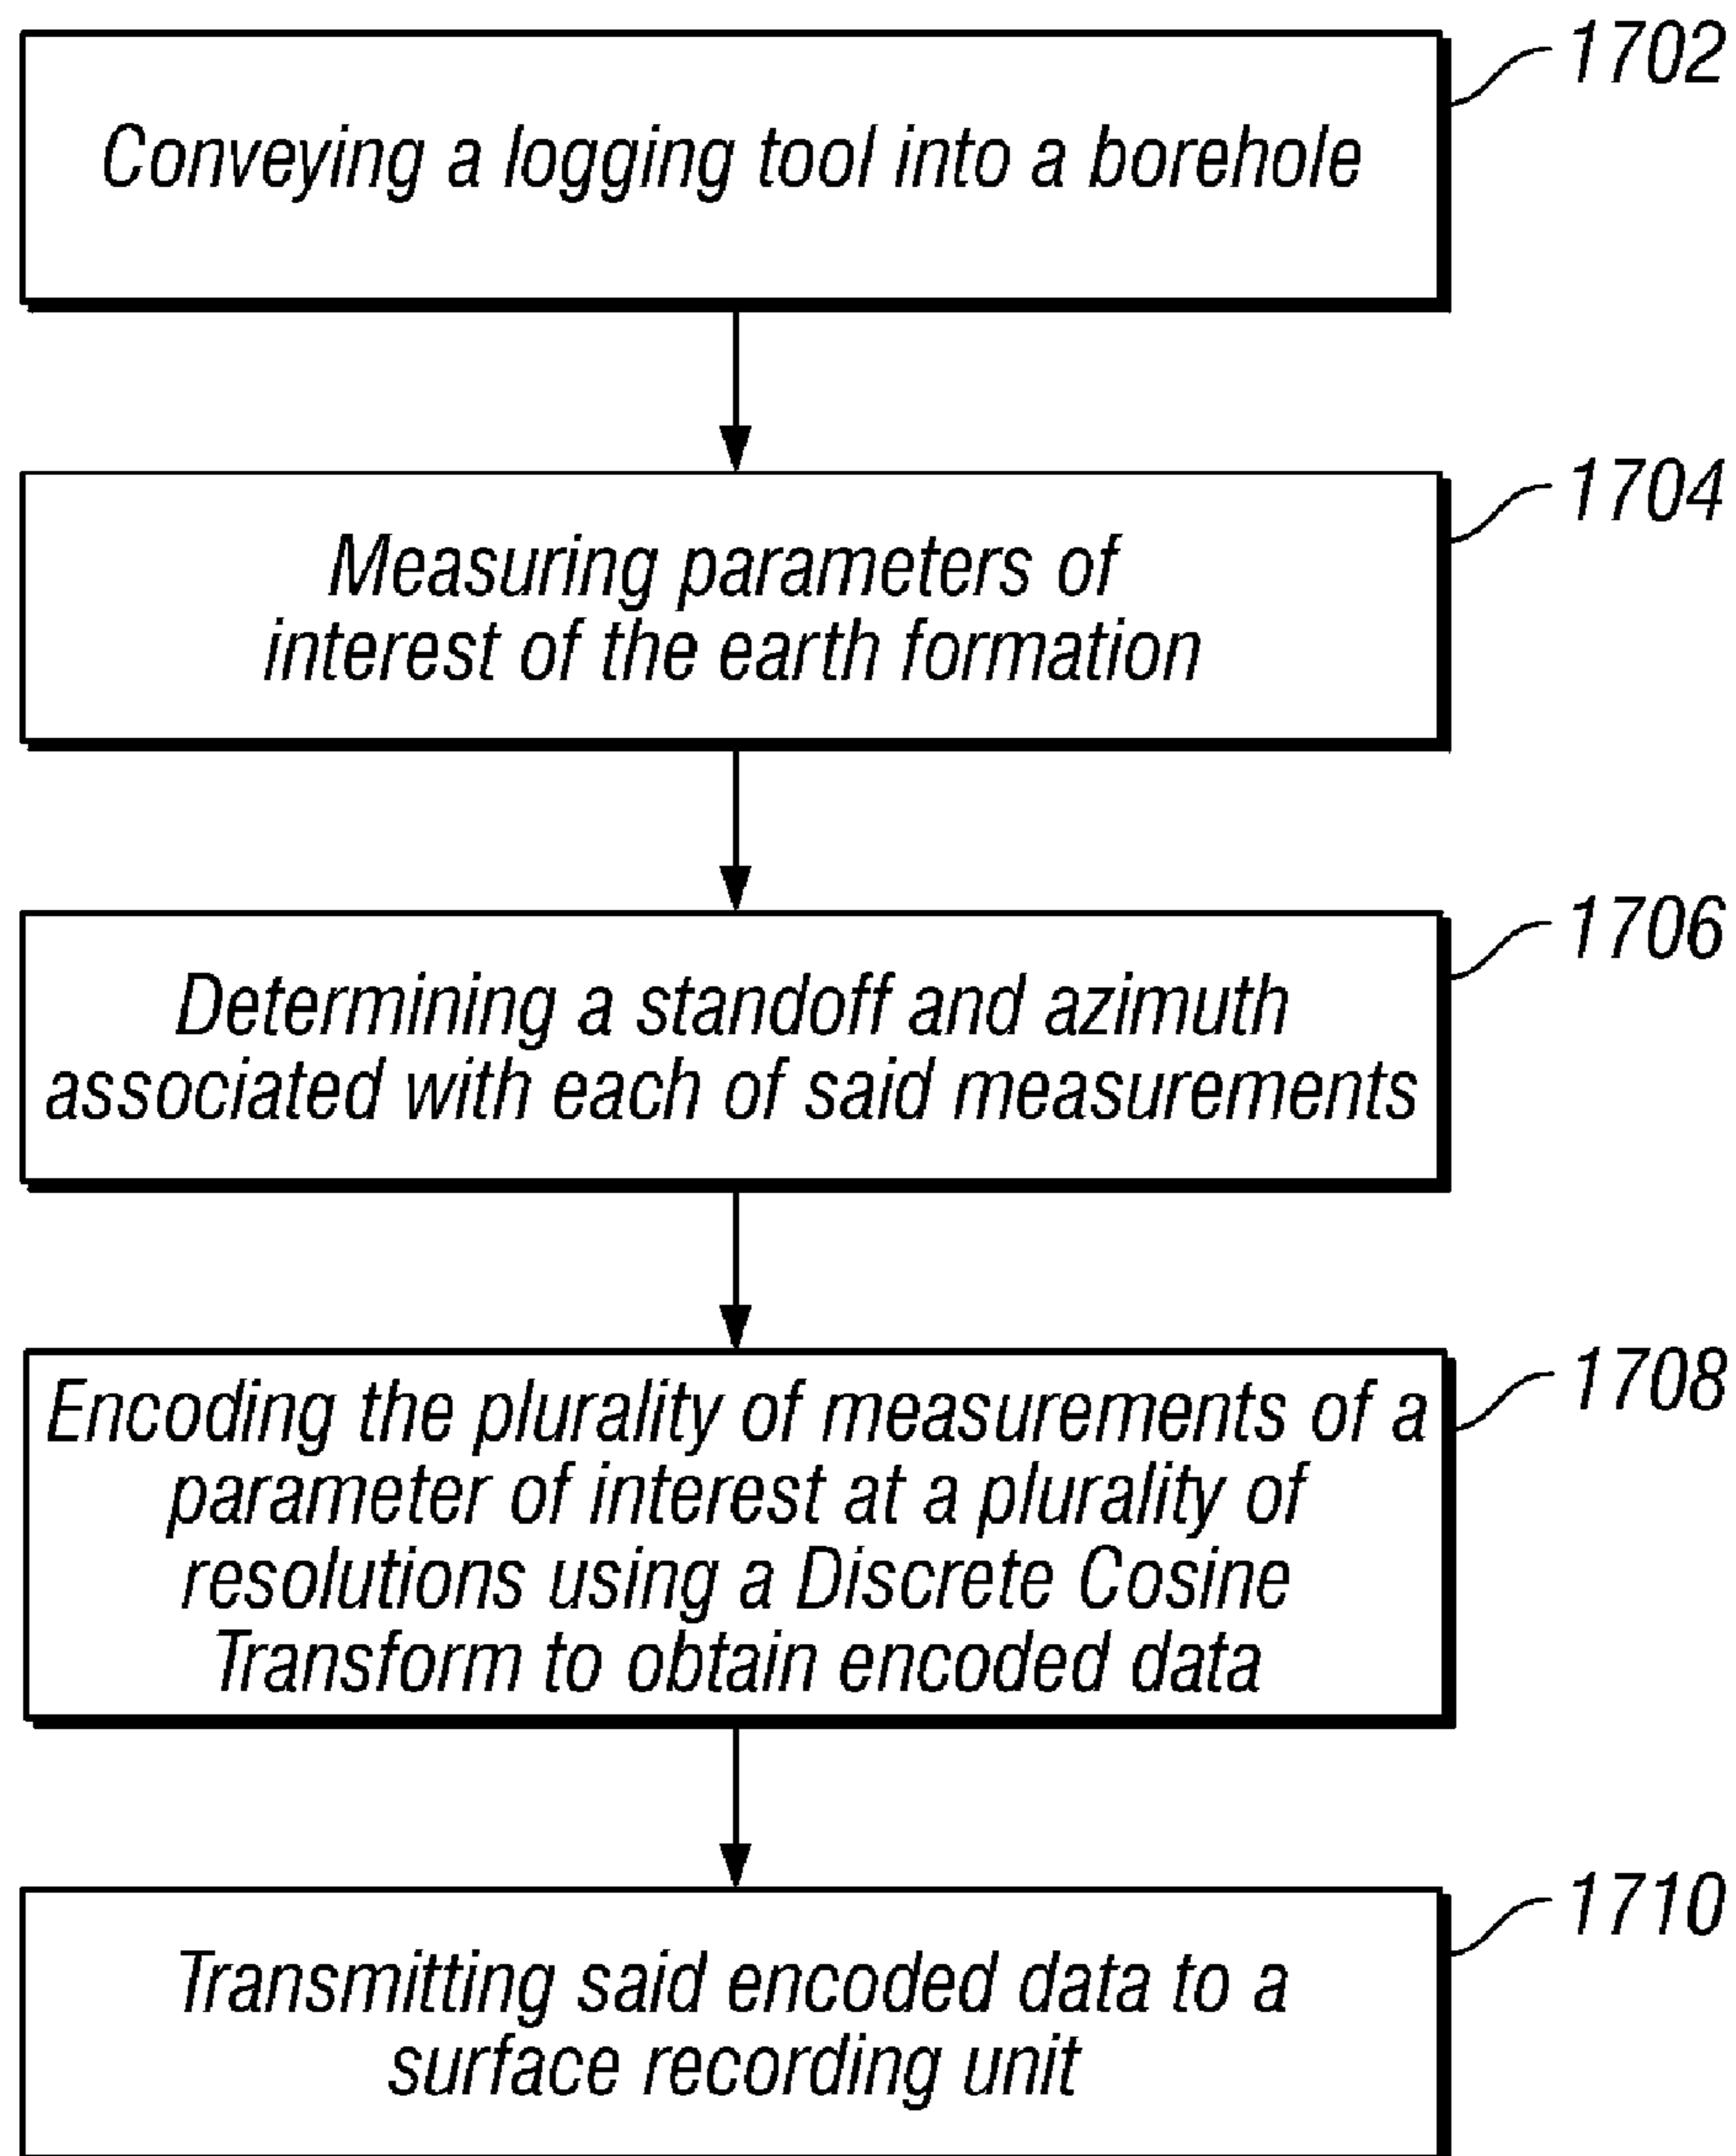 1702
Conveying a logging tool into a borehole
1704
Measuring parameters of
interest of the earth formation
1706
Determining a standoff and azimuth
associated with each of said measurements
1708
Encoding the plurality of measurements of a
parameter of interest at a plurality of
resolutions using a Discrete Cosine
Transform to obtain encoded data
1710
Transmitting said encoded data to a
surface recording unit